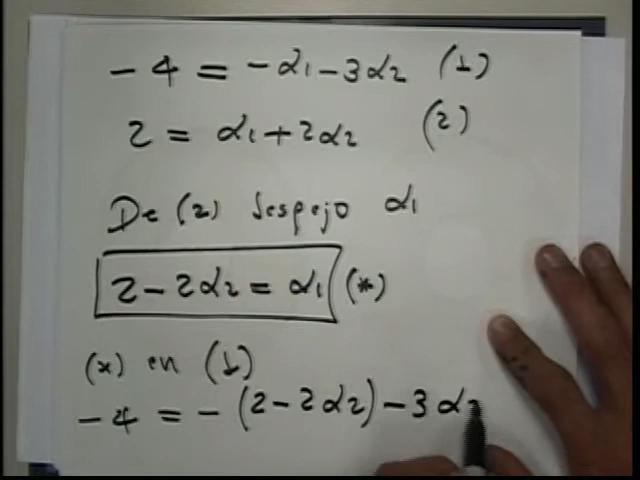 -4 = -α1 - 3α2 (1)
2 = α1 + 2α2 (2)
De (2) despejo α1
2 - 2α2 = α1 (*)
(*) en (1)
-4 = -(2 - 2α2) - 3α2